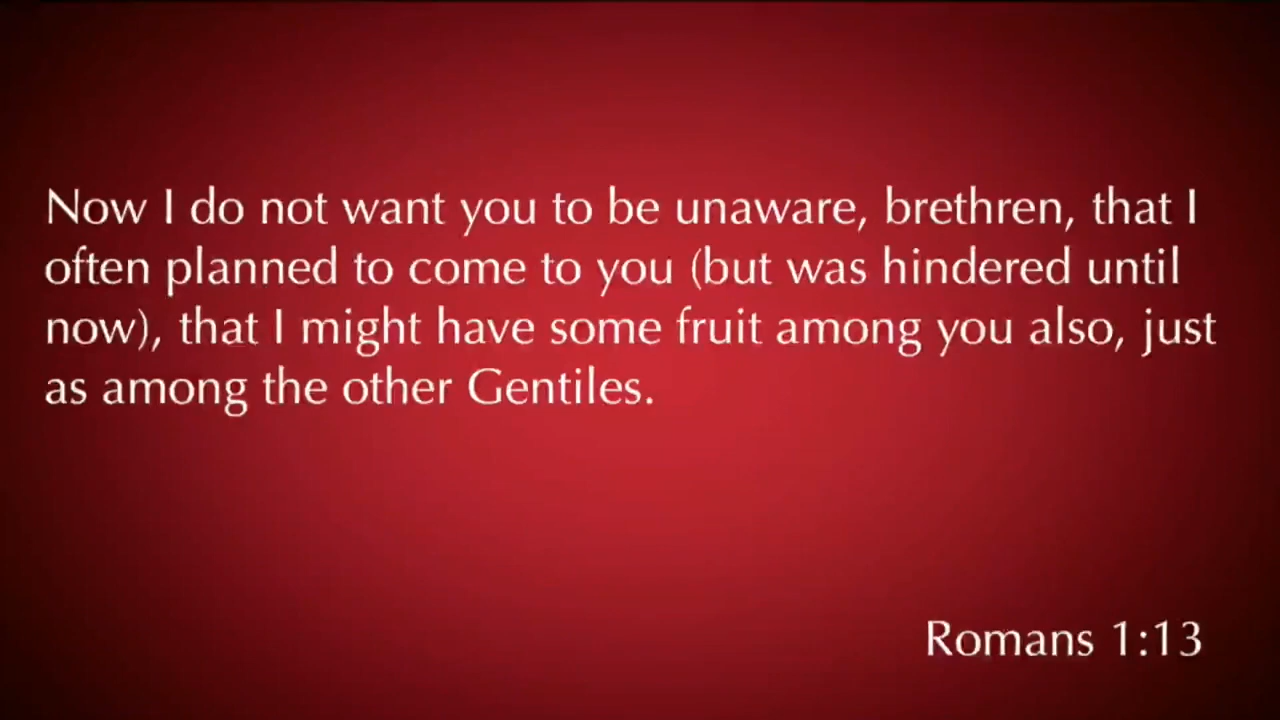 Now I do not want you to be unaware, brethren, that I
often planned to come to you (but was hindered until
now), that I might have some fruit among you also, just
as among the other Gentiles.
Romans 1:13